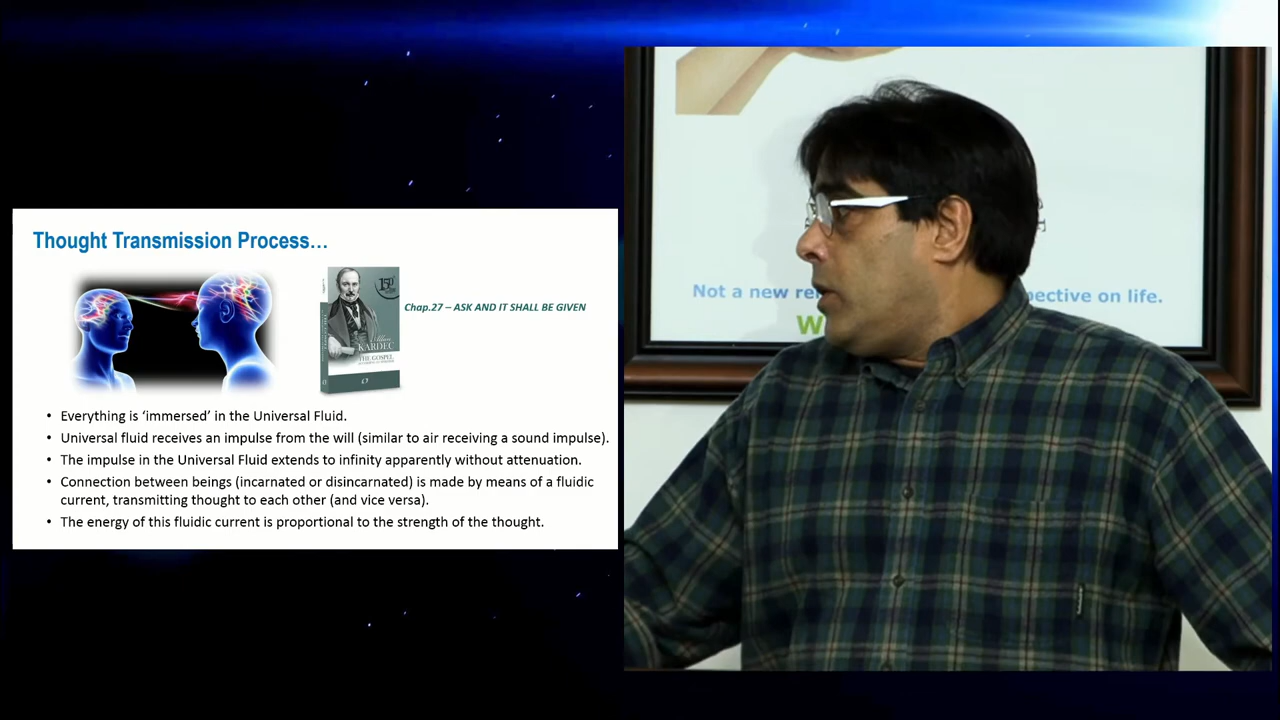 Thought Transmission Process…
150
Allan
KARDEC
THE GOSPEL
Chap.27 – ASK AND IT SHALL BE GIVEN
• Everything is ‘immersed’ in the Universal Fluid.
• Universal fluid receives an impulse from the will (similar to air receiving a sound impulse).
• The impulse in the Universal Fluid extends to infinity apparently without attenuation.
• Connection between beings (incarnated or disincarnated) is made by means of a fluidic
current, transmitting thought to each other (and vice versa).
• The energy of this fluidic current is proportional to the strength of the thought.
Not a new on life.